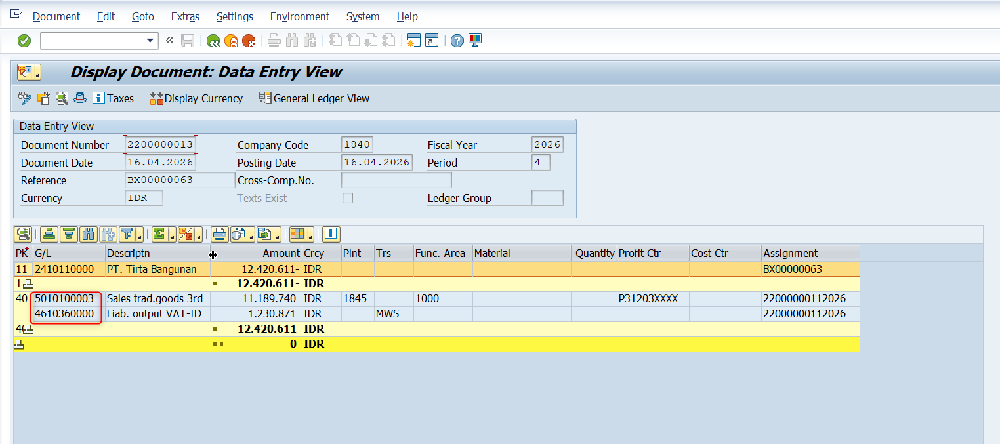 Document Edit Goto Extras Settings Environment System Help
Display Document: Data Entry View
Taxes Display Currency General Ledger View
Data Entry View
Document Number 2200000013 Company Code 1840 Fiscal Year 2026
Document Date 16.04.2026 Posting Date 16.04.2026 Period 4
Reference BX00000063 Cross-Comp.No.
Currency IDR Texts Exist Ledger Group
PK G/L Descriptn Amount Crcy Plnt Trs Func. Area Material Quantity Profit Ctr Cost Ctr Assignment
11 2410110000 PT. Tirta Bangunan ... 12.420.611- IDR BX00000063
1 12.420.611- IDR
40 5010100003 Sales trad.goods 3rd 11.189.740 IDR 1845 1000 P31203XXXX 22000000112026
4610360000 Liab. output VAT-ID 1.230.871 IDR MWS 22000000112026
4 12.420.611 IDR
0 IDR